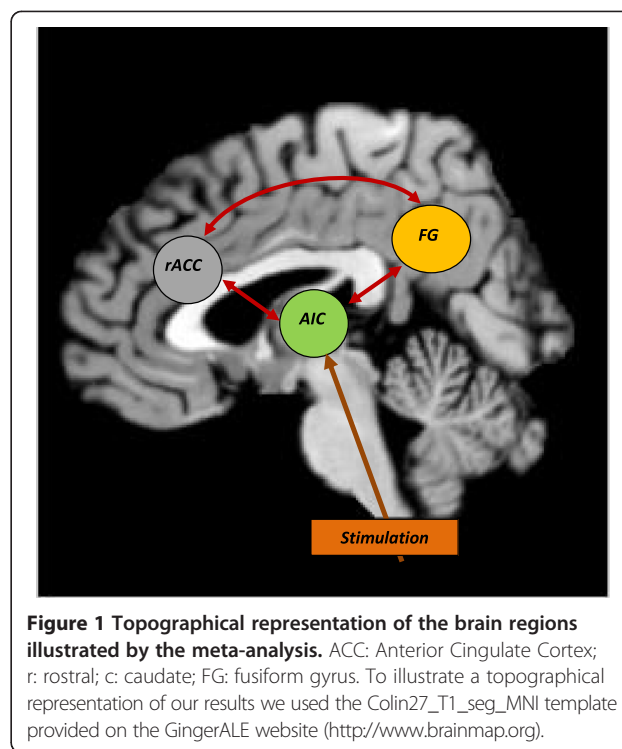 rACC
FG
AIC
Stimulation
Figure 1 Topographical representation of the brain regions
illustrated by the meta-analysis. ACC: Anterior Cingulate Cortex;
r: rostral; c: caudate; FG: fusiform gyrus. To illustrate a topographical
representation of our results we used the Colin27_T1_seg_MNI template
provided on the GingerALE website (http://www.brainmap.org).